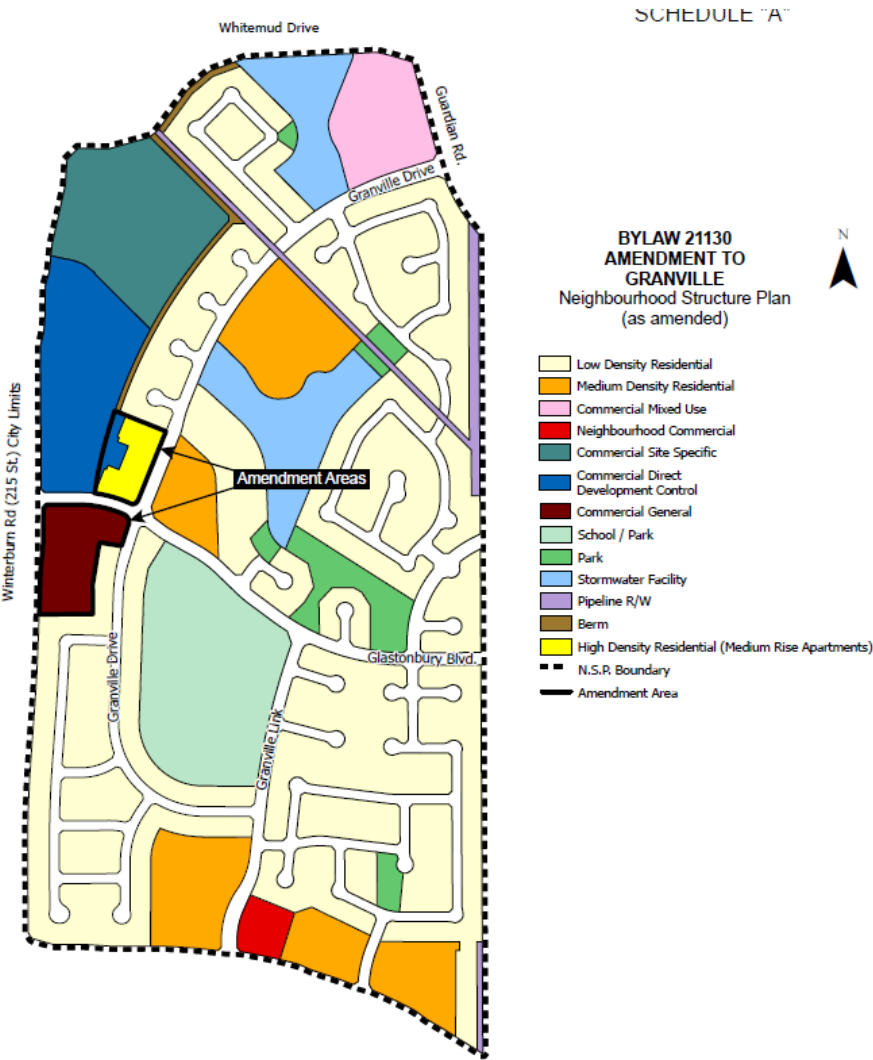 SCHEDULE "A"
Whitemud Drive
Guardian Rd.
Granville Drive
N
BYLAW 21130
AMENDMENT TO
GRANVILLE
Neighbourhood Structure Plan
(as amended)
Low Density Residential
Medium Density Residential
Commercial Mixed Use
Neighbourhood Commercial
Commercial Site Specific
Commercial Direct
Development Control
Commercial General
School / Park
Park
Stormwater Facility
Pipeline R/W
Berm
High Density Residential (Medium Rise Apartments)
N.S.P. Boundary
Amendment Area
Winterburn Rd (215 St.) City Limits
Amendment Areas
Granville Drive
Glastonbury Blvd.
Granville Link